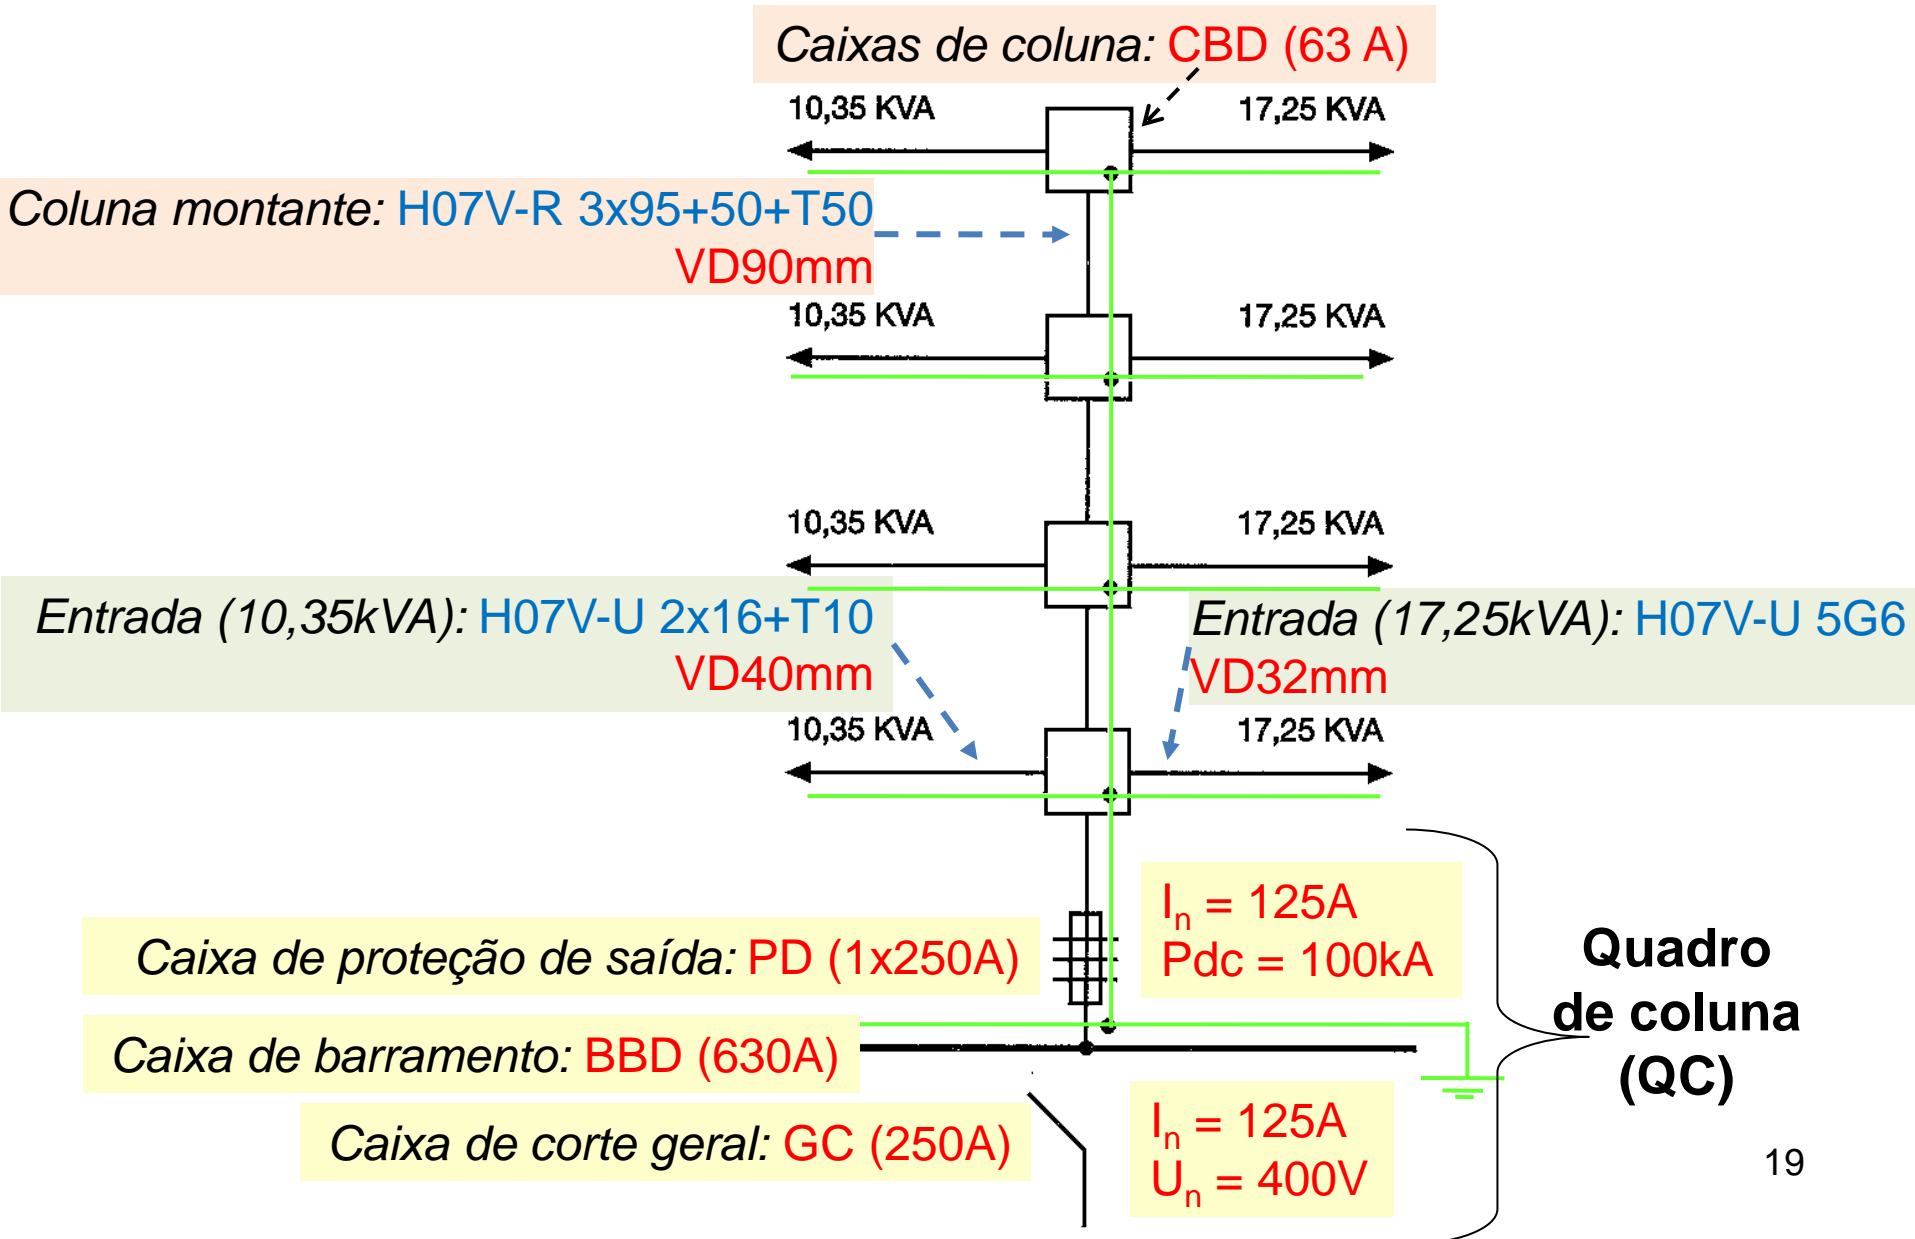 Caixas de coluna: CBD (63 A)
10,35 KVA
17,25 KVA
Coluna montante: H07V-R 3x95+50+T50
VD90mm
10,35 KVA
17,25 KVA
10,35 KVA
17,25 KVA
Entrada (10,35kVA): H07V-U 2x16+T10
VD40mm
Entrada (17,25kVA): H07V-U 5G6
VD32mm
10,35 KVA
17,25 KVA
Caixa de proteção de saída: PD (1x250A)
In = 125A
Pdc = 100kA
Caixa de barramento: BBD (630A)
Caixa de corte geral: GC (250A)
In = 125A
Un = 400V
Quadro
de coluna
(QC)
19